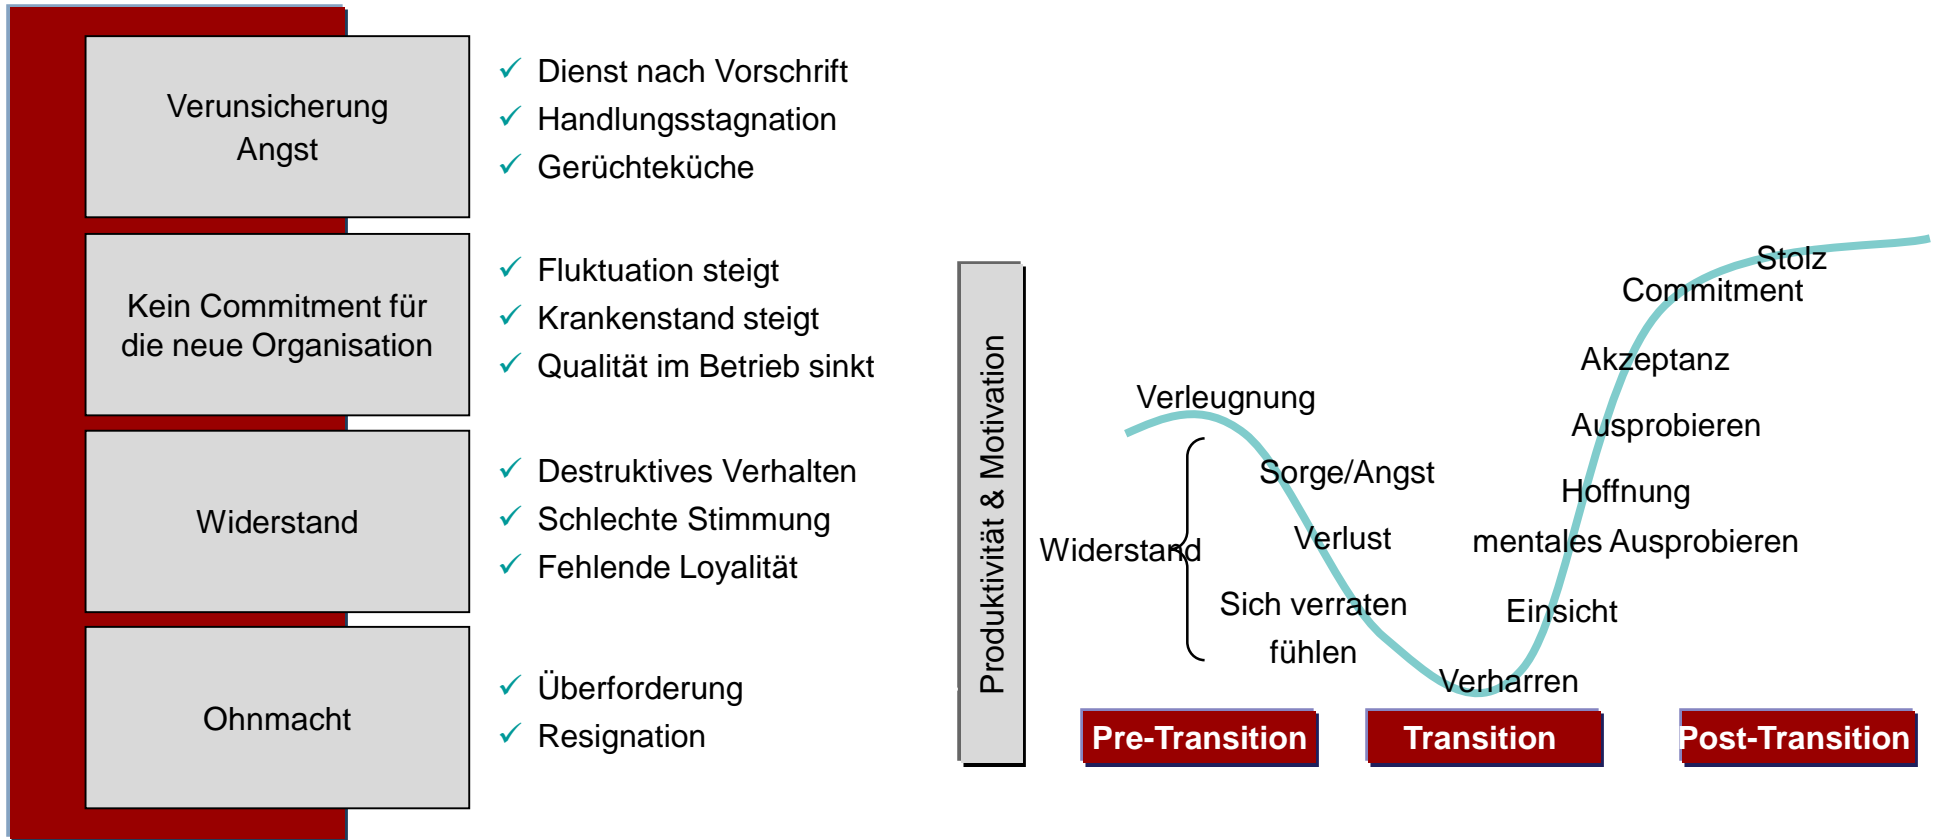 Verunsicherung
Angst
Dienst nach Vorschrift
Handlungsstagnation
Gerüchteküche
Kein Commitment für
die neue Organisation
Fluktuation steigt
Krankenstand steigt
Qualität im Betrieb sinkt
Widerstand
Destruktives Verhalten
Schlechte Stimmung
Fehlende Loyalität
Ohnmacht
Überforderung
Resignation
Produktivität & Motivation
Verleugnung
Widerstand
Sorge/Angst
Verlust
Sich verraten
fühlen
Verharren
Einsicht
mentales Ausprobieren
Hoffnung
Ausprobieren
Akzeptanz
Commitment
Stolz
Pre-Transition
Transition
Post-Transition